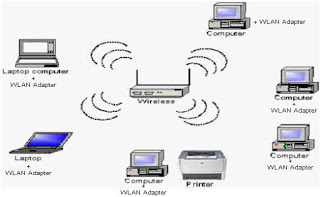 + WLAN Adapter
Computer
Laptop computer
+
WLAN Adapter
Wireless
Computer
+
WLAN Adapter
Laptop
+
WLAN Adapter
Computer
+
WLAN Adapter
Printer
Computer
+
WLAN Adapter